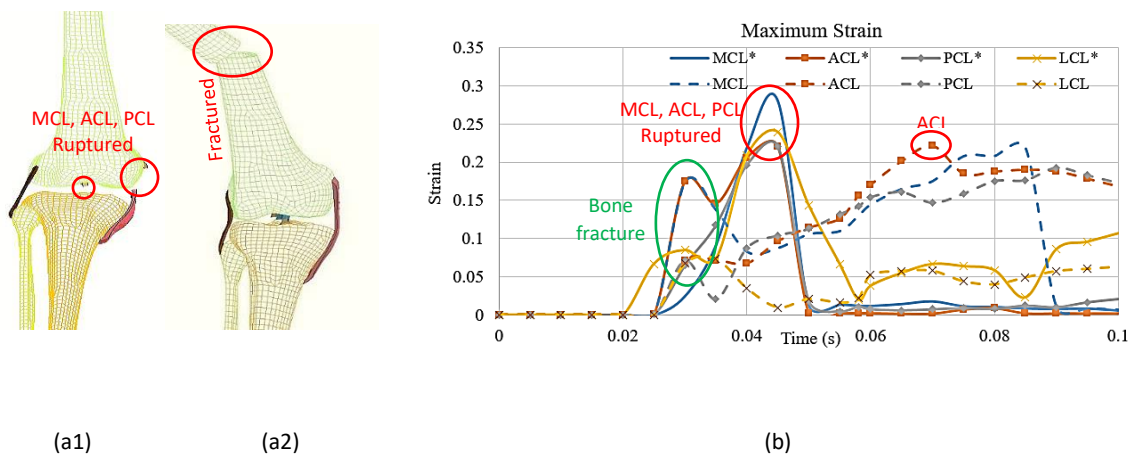 MCL, ACL, PCL
Ruptured
Fractured
Maximum Strain
MCL* ACL* PCL* LCL*
MCL ACL PCL LCL
MCL, ACL, PCL
Ruptured
ACL
Bone
fracture
Strain
0.35
0.3
0.25
0.2
0.15
0.1
0.05
0
0 0.02 0.04 0.06 0.08 0.1
Time (s)
(a1) (a2) (b)